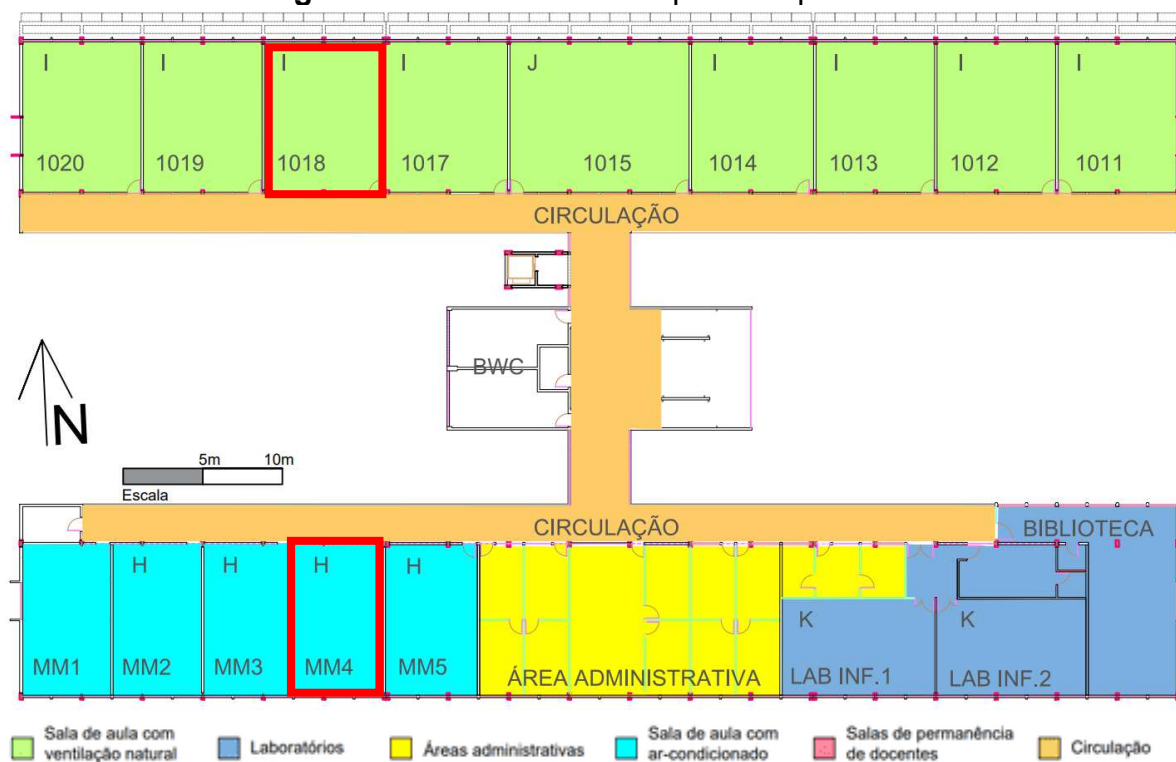 I I I I J I I I I
1020 1019 1018 1017 1015 1014 1013 1012 1011
CIRCULAÇÃO
BWC
N
5m 10m
Escala
CIRCULAÇÃO
BIBLIOTECA
H H H H
K K
MM1 MM2 MM3 MM4 MM5 ÁREA ADMINISTRATIVA LAB INF.1 LAB INF.2
Sala de aula com
ventilação natural
Laboratórios
Áreas administrativas
Sala de aula com
ar-condicionado
Salas de permanência
de docentes
Circulação